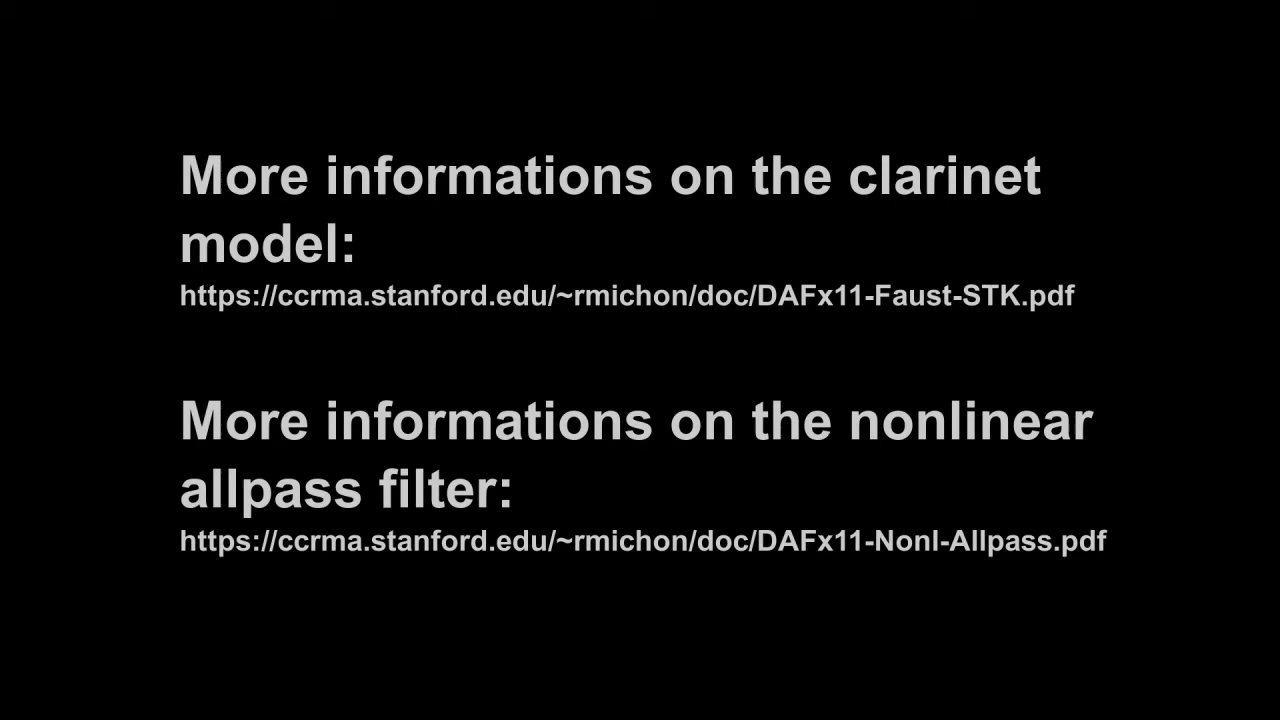 More informations on the clarinet
model:
https://ccrma.stanford.edu/~rmichon/doc/DAFx11-Faust-STK.pdf
More informations on the nonlinear
allpass filter:
https://ccrma.stanford.edu/~rmichon/doc/DAFx11-Nonl-Allpass.pdf